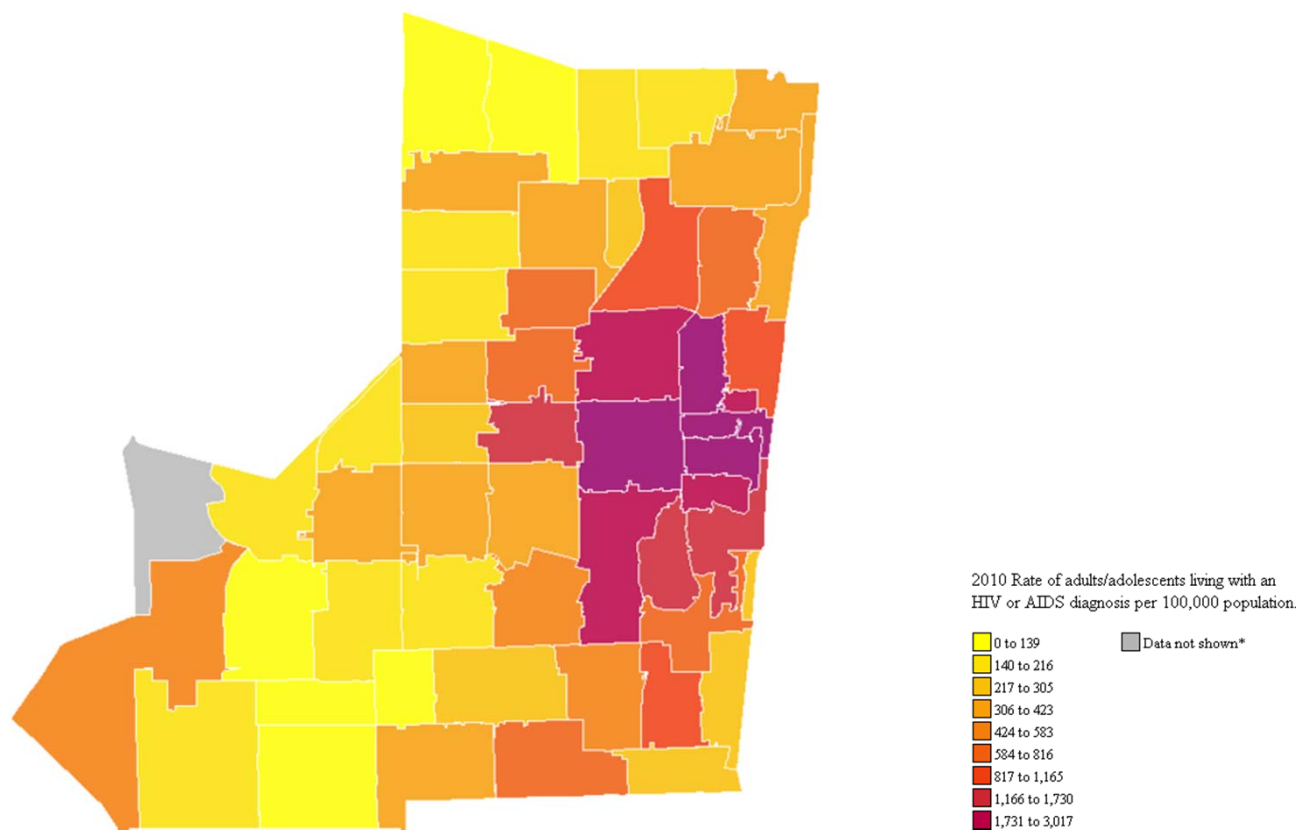 2010 Rate of adults/adolescents living with an
HIV or AIDS diagnosis per 100,000 population.
0 to 139
Data not shown*
140 to 216
217 to 305
306 to 423
424 to 583
584 to 816
817 to 1,165
1,166 to 1,730
1,731 to 3,017